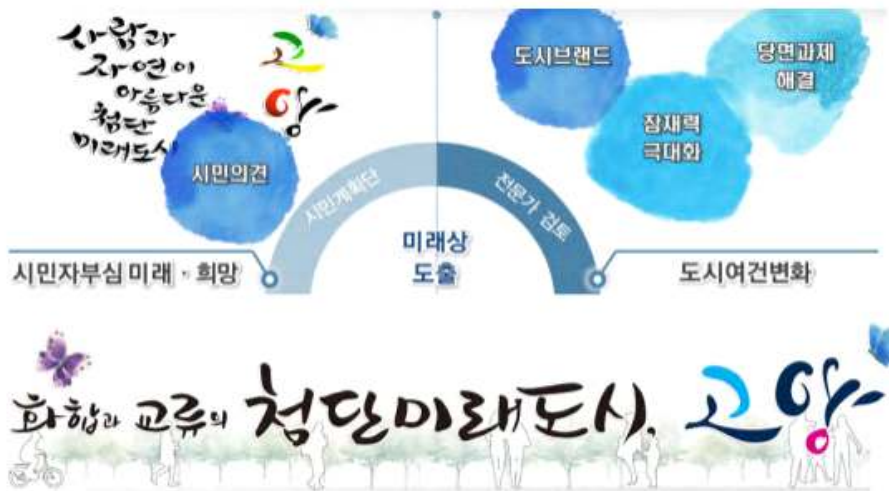 사람과
자연이
아름다운
첨단
미래도시
고
양
시민의견
도시브랜드
당면과제
해결
잠재력
극대화
시민계획단
전문가 검토
미래상
도출
시민자부심 미래 · 희망
도시여건변화
화합과 교류의 첨단미래도시, 고양